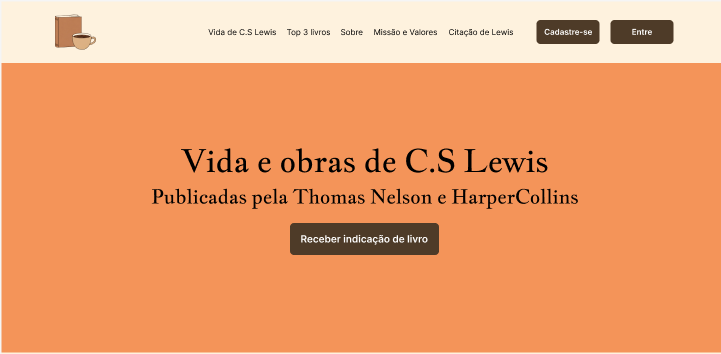 Vida de C.S Lewis Top 3 livros Sobre Missão e Valores Citação de Lewis Cadastre-se Entre
Vida e obras de C.S Lewis
Publicadas pela Thomas Nelson e HarperCollins
Receber indicação de livro